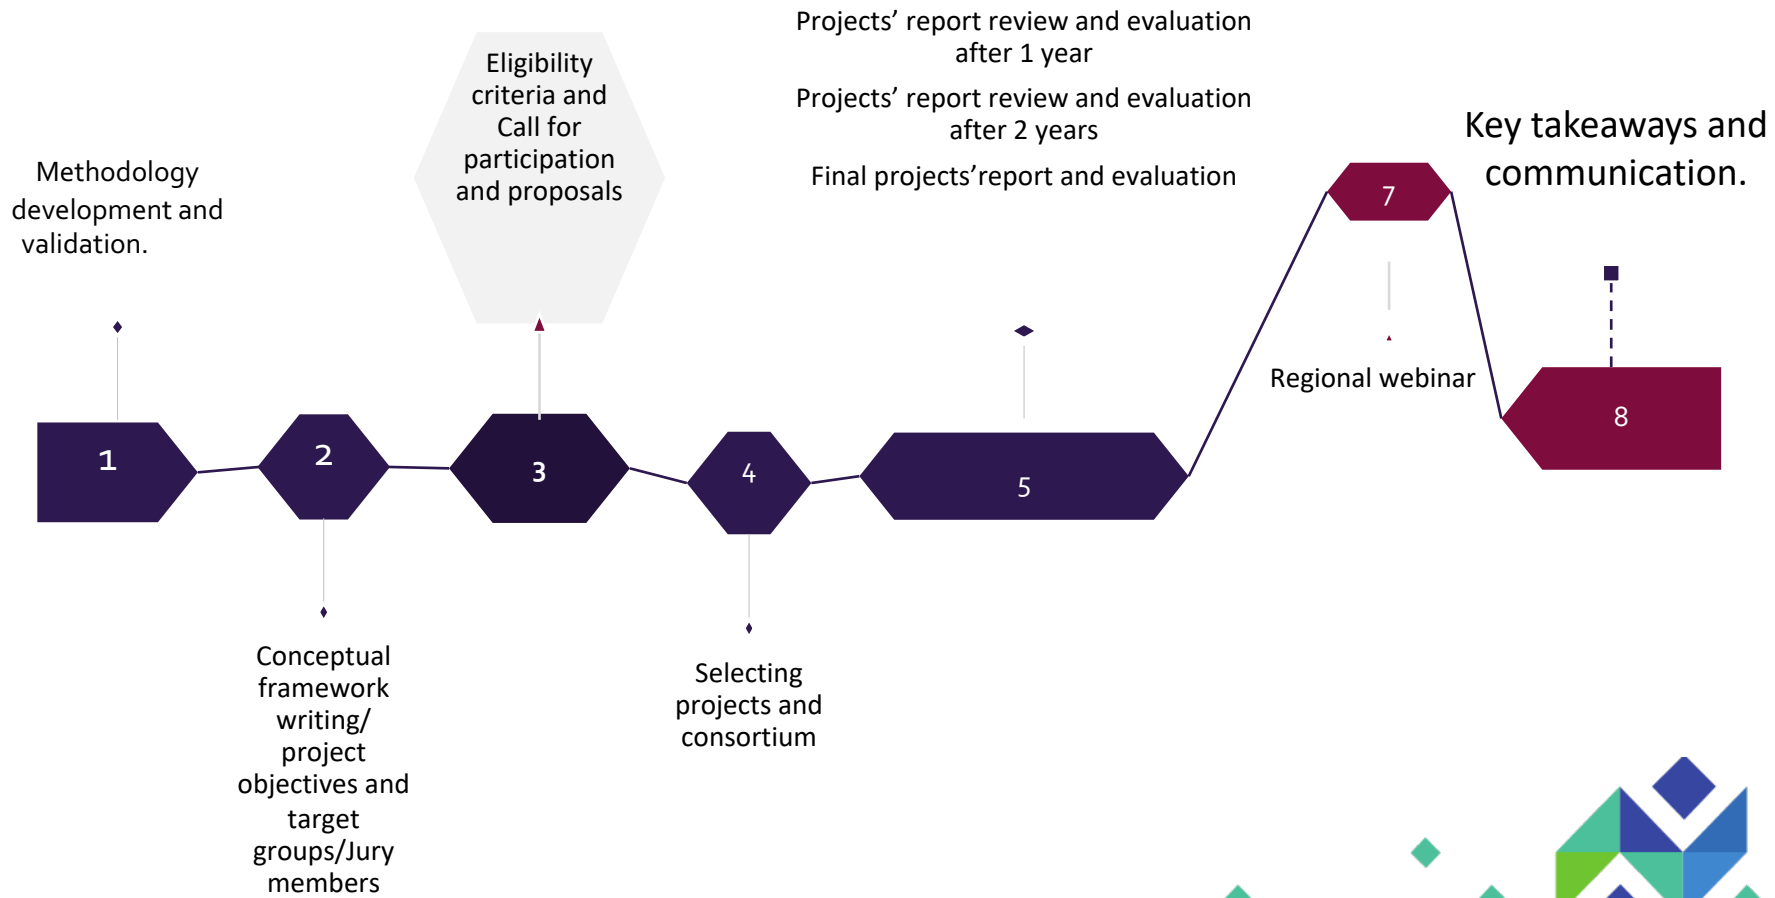 Methodology
development and
validation.
1
2
Conceptual
framework
writing/
project
objectives and
target
groups/Jury
members
Eligibility
criteria and
Call for
participation
and proposals
3
4
Selecting
projects and
consortium
Projects’ report review and evaluation
after 1 year
Projects’ report review and evaluation
after 2 years
Final projects’report and evaluation
5
7
Regional webinar
Key takeaways and
communication.
8